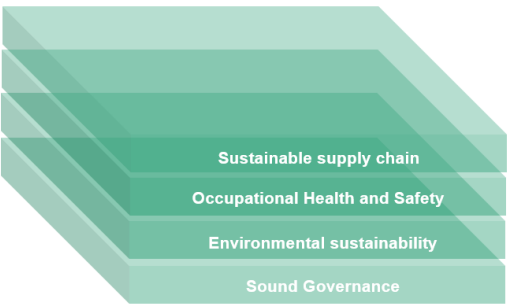 Sustainable supply chain
Occupational Health and Safety
Environmental sustainability
Sound Governance